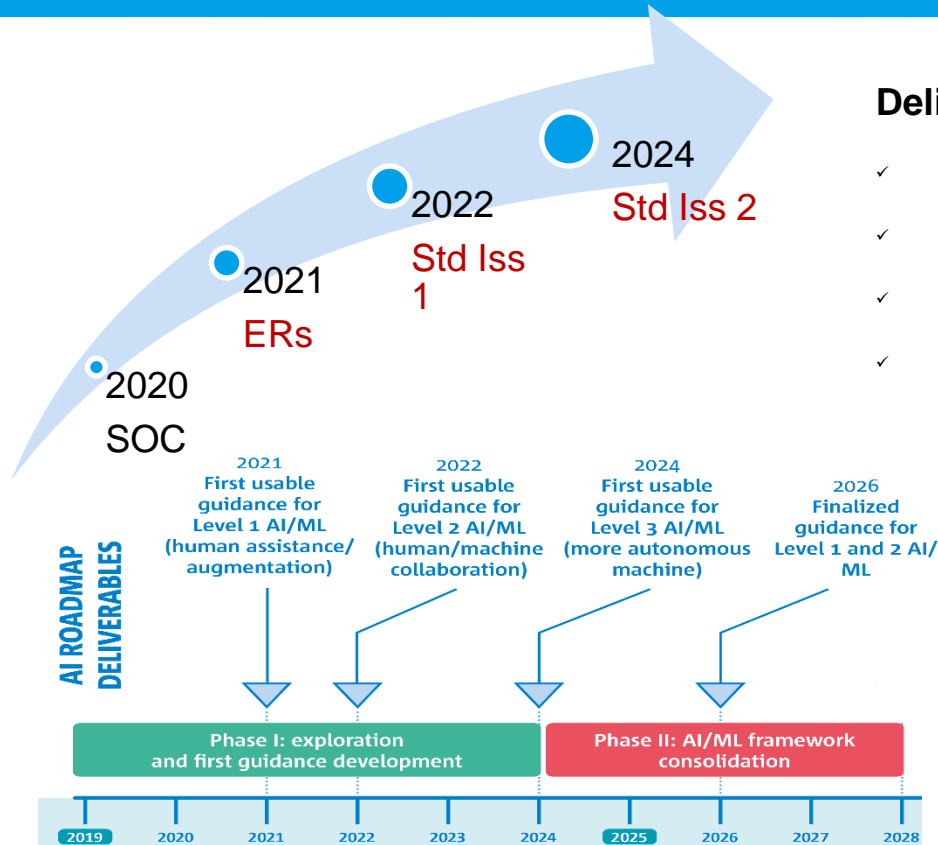 Deli
2024
Std Iss 2
2022
Std Iss
1
2021
ERs
2020
SOC
AI ROADMAP
DELIVERABLES
2021
First usable
guidance for
Level 1 AI/ML
(human assistance/
augmentation)
2022
First usable
guidance for
Level 2 AI/ML
(human/machine
collaboration)
2024
First usable
guidance for
Level 3 AI/ML
(more autonomous
machine)
2026
Finalized
guidance for
Level 1 and 2 AI/
ML
Phase I: exploration
and first guidance development
Phase II: AI/ML framework
consolidation
2019
2020
2021
2022
2023
2024
2025
2026
2027
2028